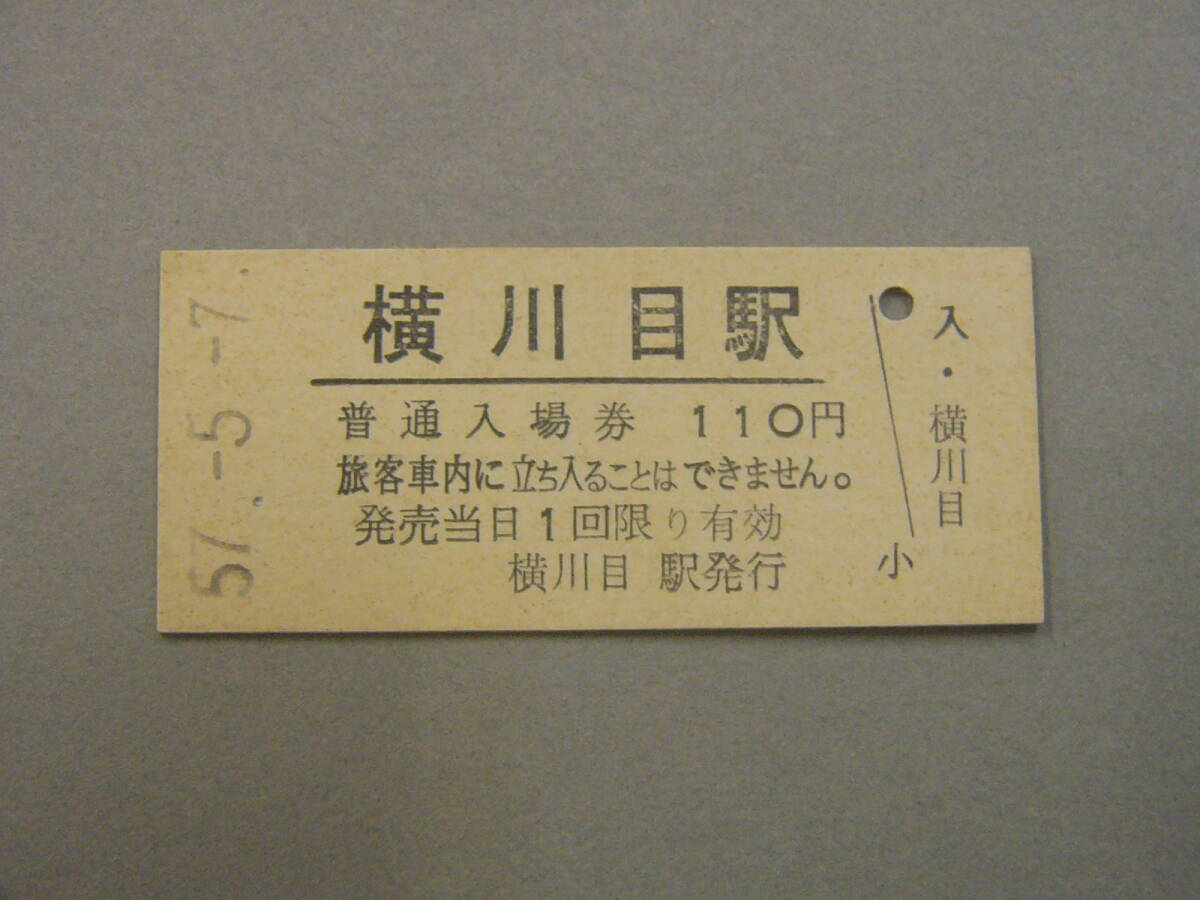 57.-5.-7.
横川目駅
普通入場券 110円
旅客車内に立ち入ることはできません。
発売当日1回限り有効
横川目 駅発行
入・横川目
小